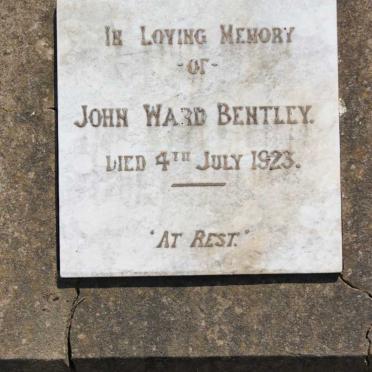 IN LOVING MEMORY
-OF-
JOHN WARD BENTLEY.
DIED 4TH JULY 1923.
"AT REST."